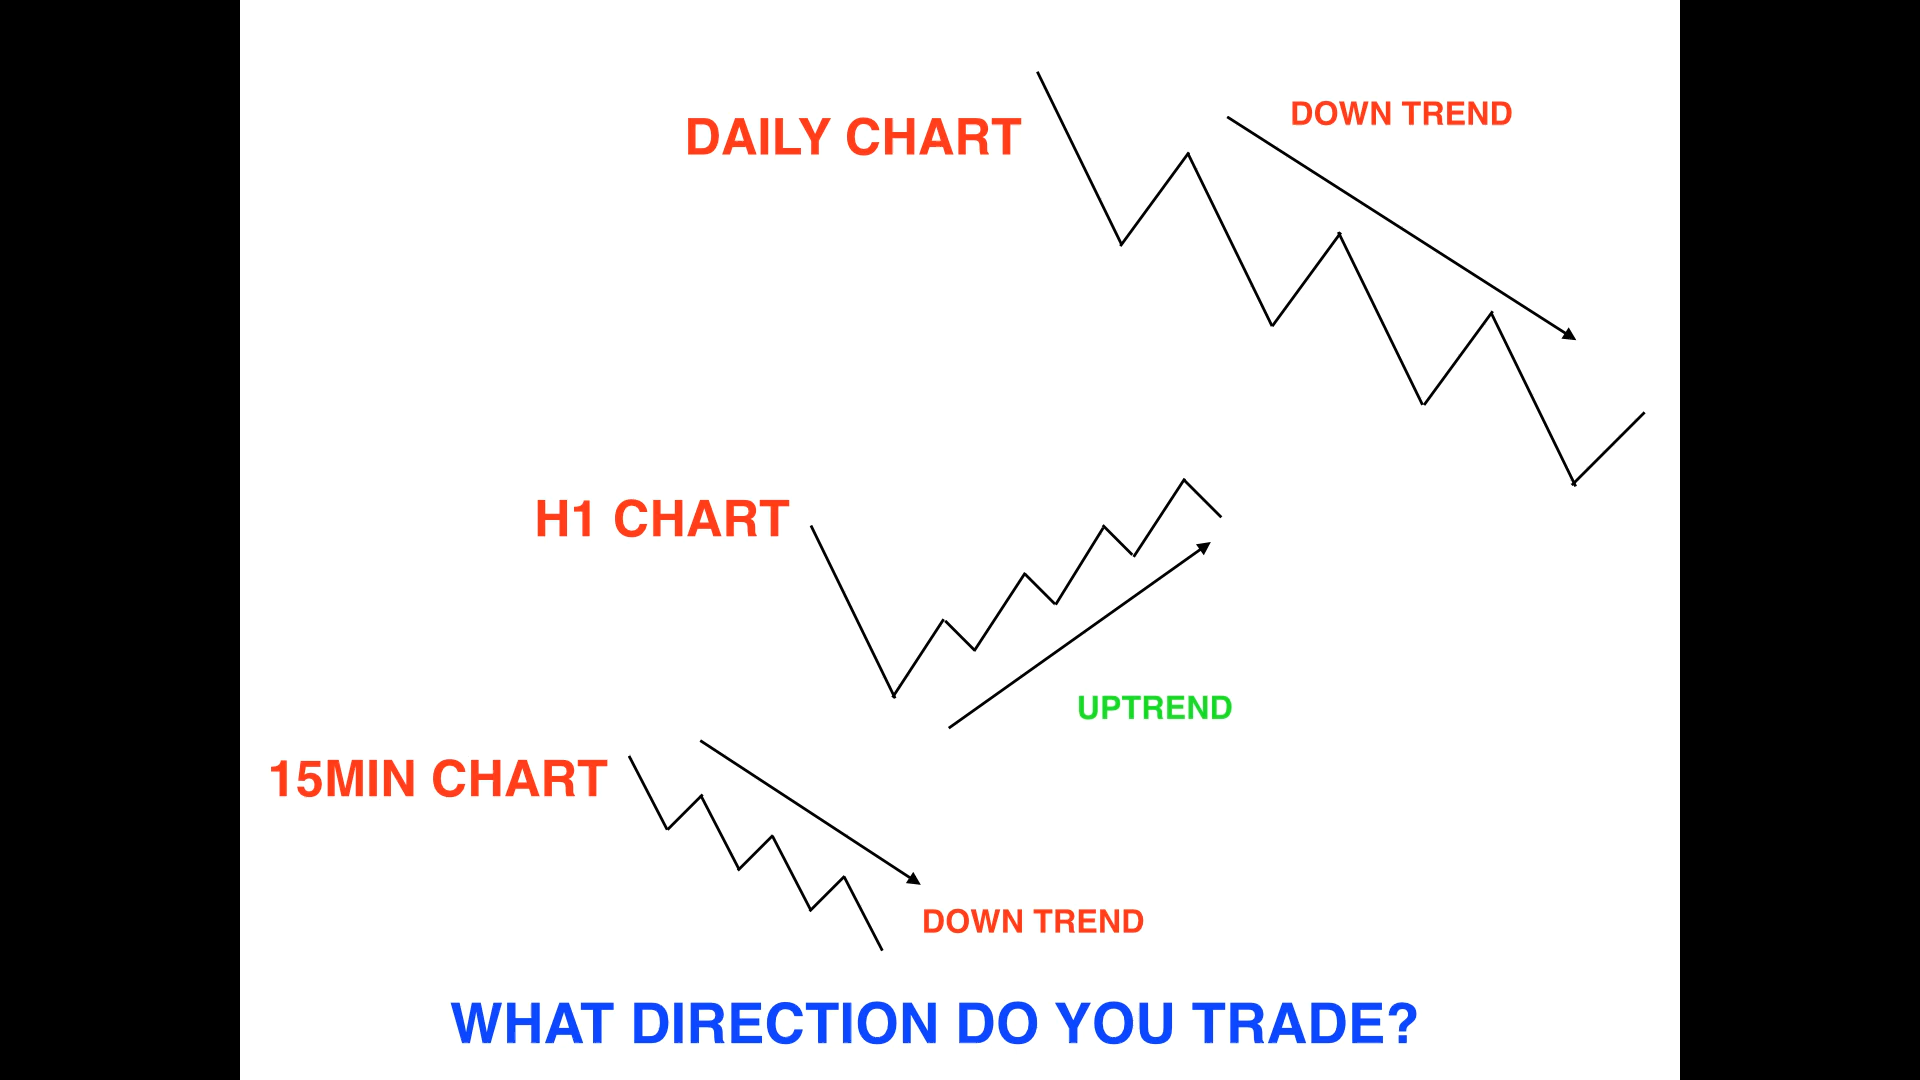 DAILY CHART
DOWN TREND
H1 CHART
UPTREND
15MIN CHART
DOWN TREND
WHAT DIRECTION DO YOU TRADE?